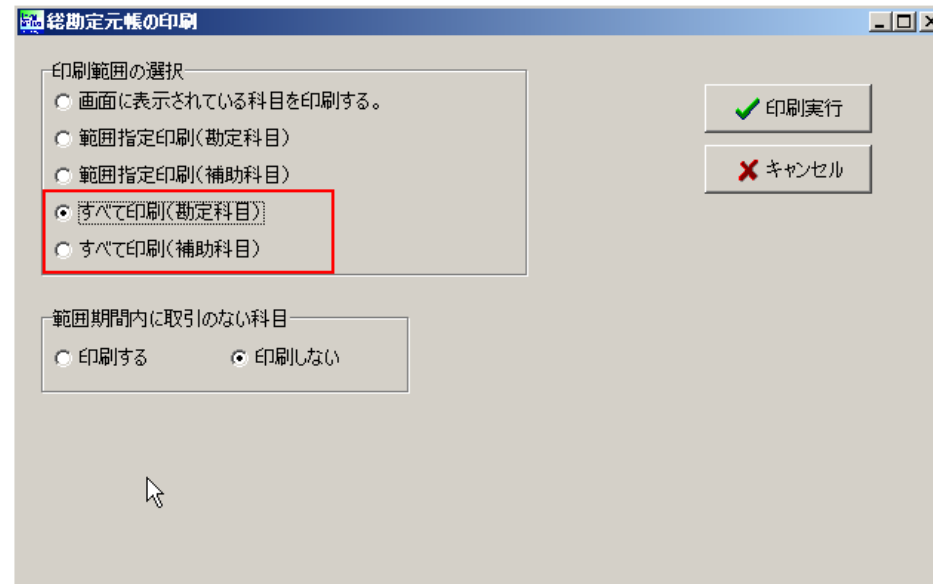 総勘定元帳の印刷
印刷範囲の選択
画面に表示されている科目を印刷する。
範囲指定印刷(勘定科目)
範囲指定印刷(補助科目)
すべて印刷(勘定科目)
すべて印刷(補助科目)
印刷実行
キャンセル
範囲期間内に取引のない科目
印刷する
印刷しない